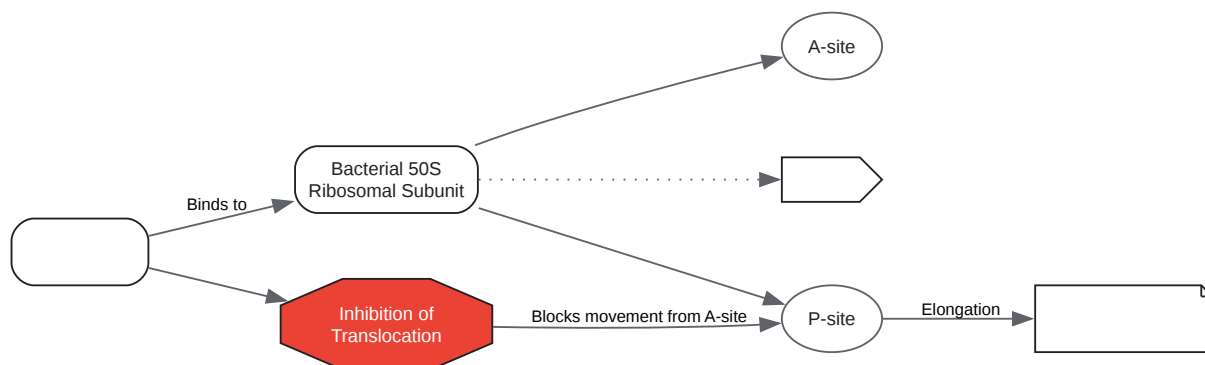 A-site
Bacterial 50S
Ribosomal Subunit
Binds to
Inhibition of
Translocation
Blocks movement from A-site
P-site
Elongation